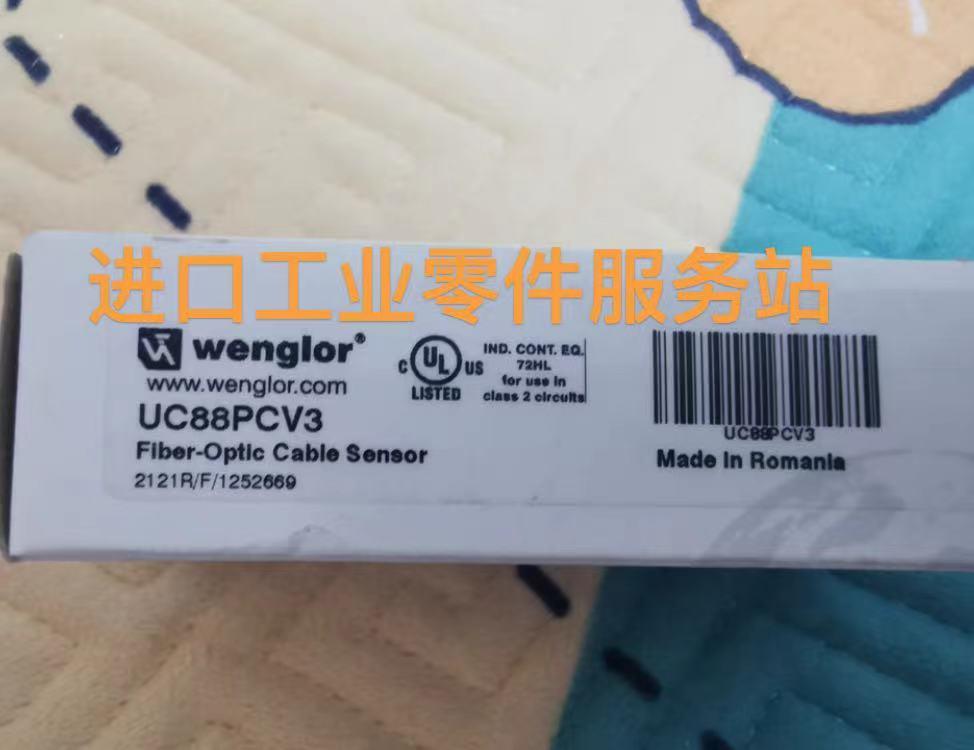 进口工业零件服务站
wenglor®
www.wenglor.com
UC88PCV3
Fiber-Optic Cable Sensor
2121R/F/1252669
C UL US
LISTED
IND. CONT. EQ.
72HL
for use in
class 2 circuits
UC88PCV3
Made in Romania